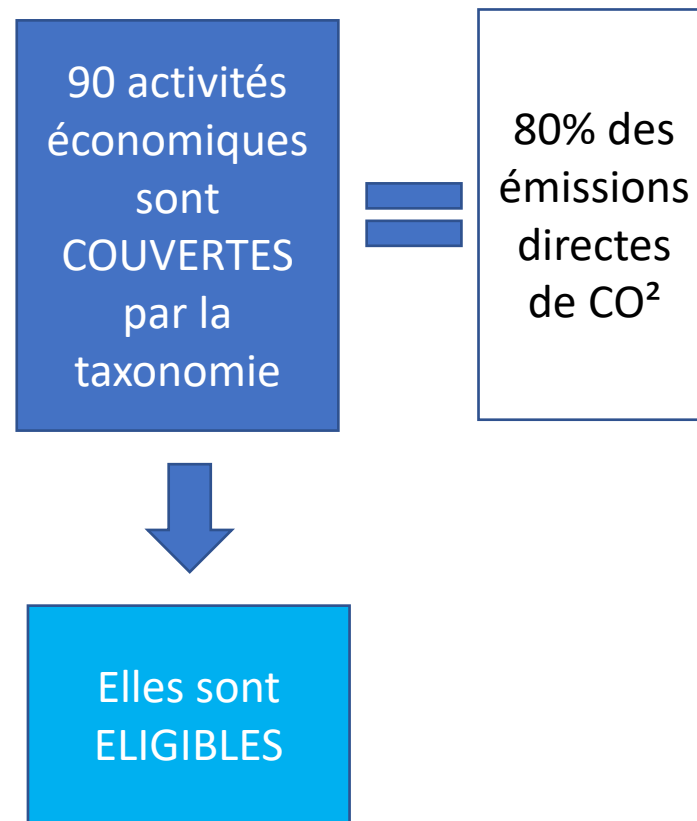 90 activités
économiques
sont
COUVERTES
par la
taxonomie
80% des
émissions
directes
de CO²
Elles sont
ELIGIBLES